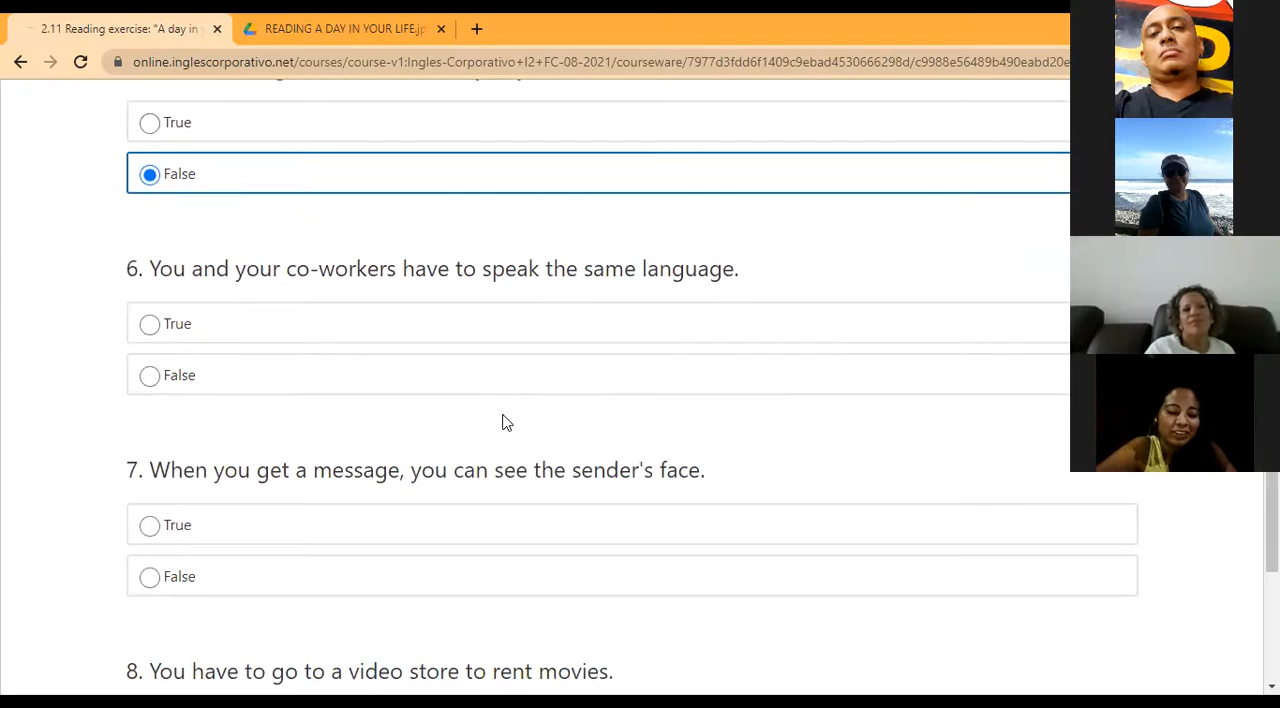 2.11 Reading exercise: "A day in y
READING A DAY IN YOUR LIFE.jp
online.inglescorporativo.net/courses/course-v1:Ingles-Corporativo+I2+FC-08-2021/courseware/7977d3fdd6f1409c9ebad4530666298d/c9988e56489b490eabd20e
True
False
6. You and your co-workers have to speak the same language.
True
False
7. When you get a message, you can see the sender's face.
True
False
8. You have to go to a video store to rent movies.